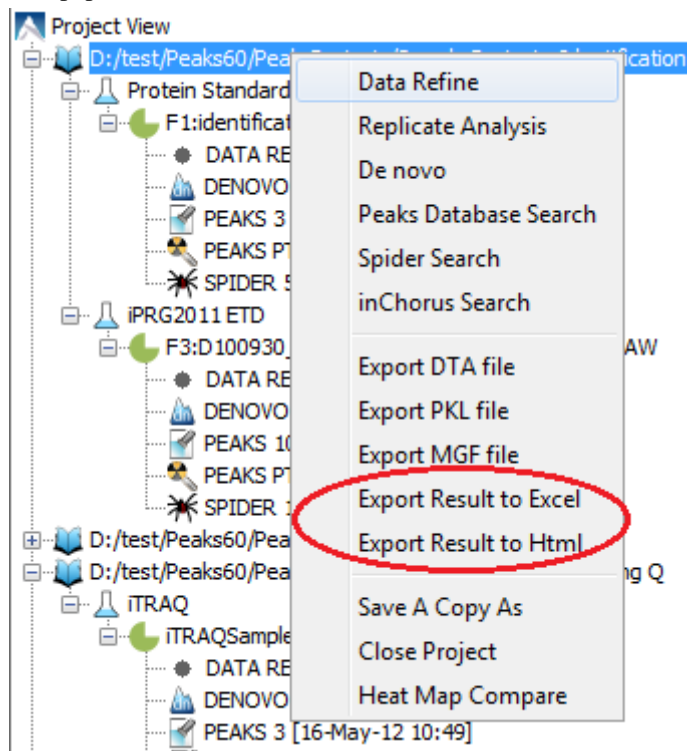 Project View
D:/test/Peaks60/Pea
ication
Protein Standard
F1:identificat
DATA RE
DENOVO
PEAKS 3
PEAKS PT
SPIDER 5
iPRG2011 ETD
F3:D100930_
AW
DATA RE
DENOVO
PEAKS 10
PEAKS PT
SPIDER 1
D:/test/Peaks60/Pea
D:/test/Peaks60/Pea
ng Q
iTRAQ
iTRAQSample
DATA RE
DENOVO
PEAKS 3 [16-May-12 10:49]
Data Refine
Replicate Analysis
De novo
Peaks Database Search
Spider Search
inChorus Search
Export DTA file
Export PKL file
Export MGF file
Export Result to Excel
Export Result to Html
Save A Copy As
Close Project
Heat Map Compare